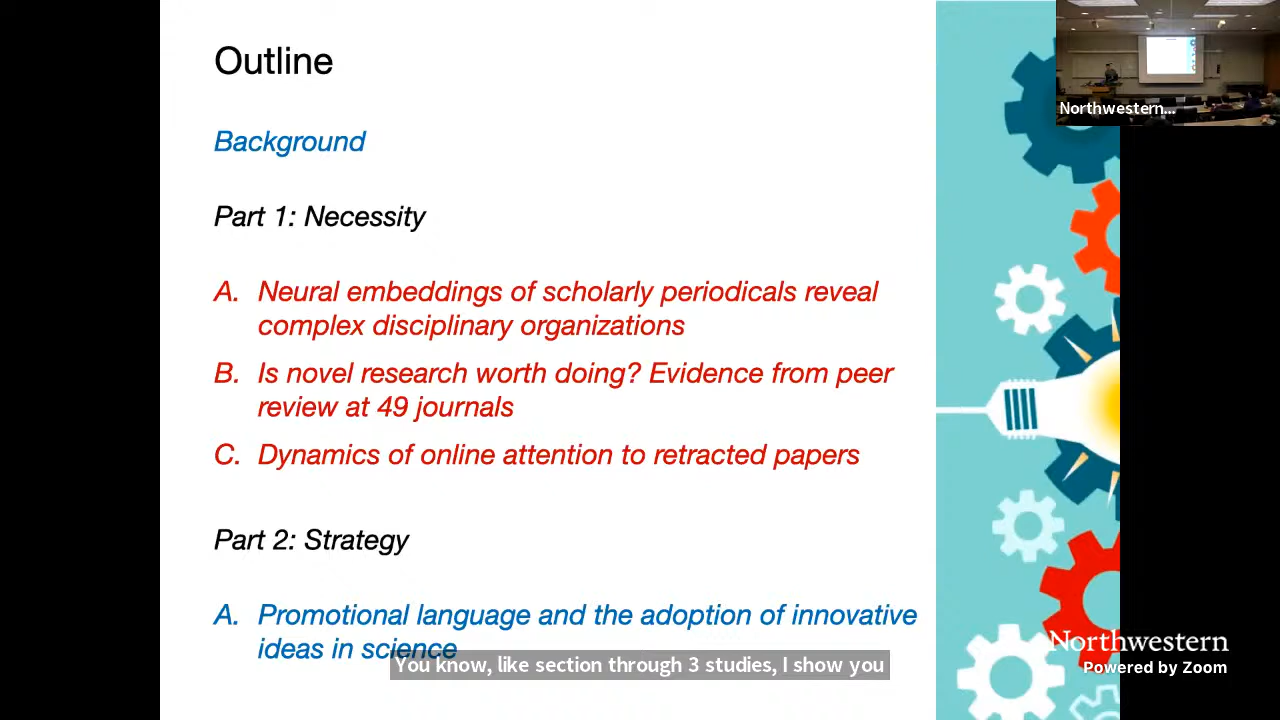 Outline
Background
Part 1: Necessity
A. Neural embeddings of scholarly periodicals reveal
complex disciplinary organizations
B. Is novel research worth doing? Evidence from peer
review at 49 journals
C. Dynamics of online attention to retracted papers
Part 2: Strategy
A. Promotional language and the adoption of innovative
ideas in science
You know, like section through 3 studies, I show you
Northwestern...
Northwestern
Powered by Zoom